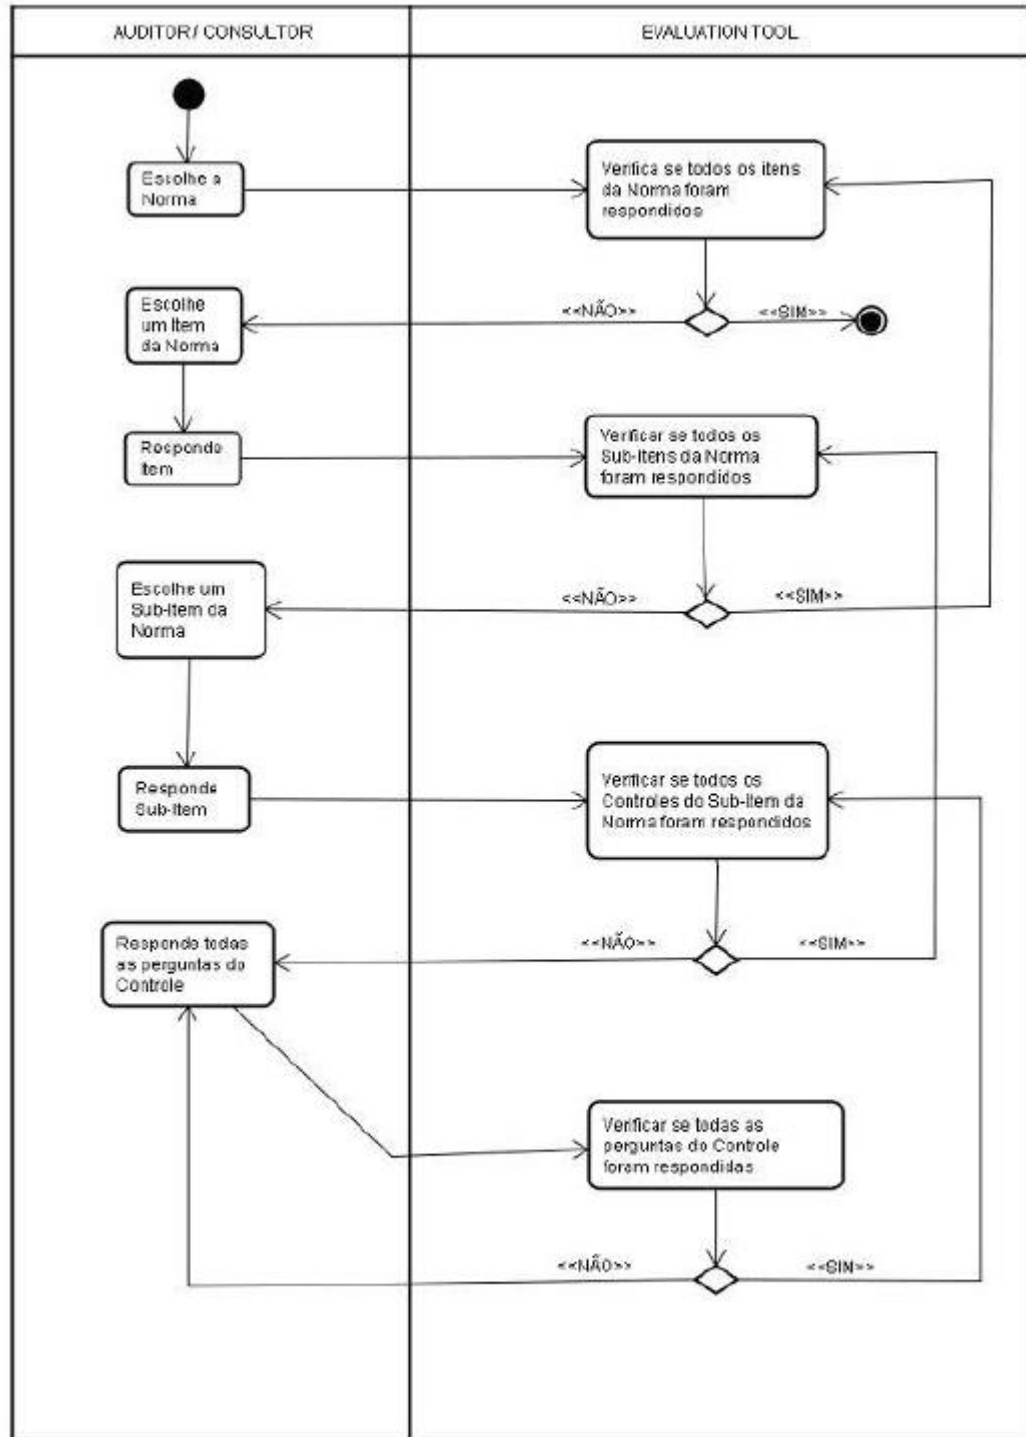 AUDITOR / CONSULTOR
EVALUATION TOOL
Escolhe a
Norma
Verifica se todos os itens
da Norma foram
respondidos
Escolhe
um Item
da Norma
<<NÃO>>
<<SIM>>
Responde
Item
Verificar se todos os
Sub-Itens da Norma
foram respondidos
Escolhe um
Sub-Item da
Norma
<<NÃO>>
<<SIM>>
Responde
Sub-Item
Verificar se todos os
Controles do Sub-Item da
Norma foram respondidos
Responde todas
as perguntas do
Controle
<<NÃO>>
<<SIM>>
Verificar se todas as
perguntas do Controle
foram respondidas
<<NÃO>>
<<SIM>>